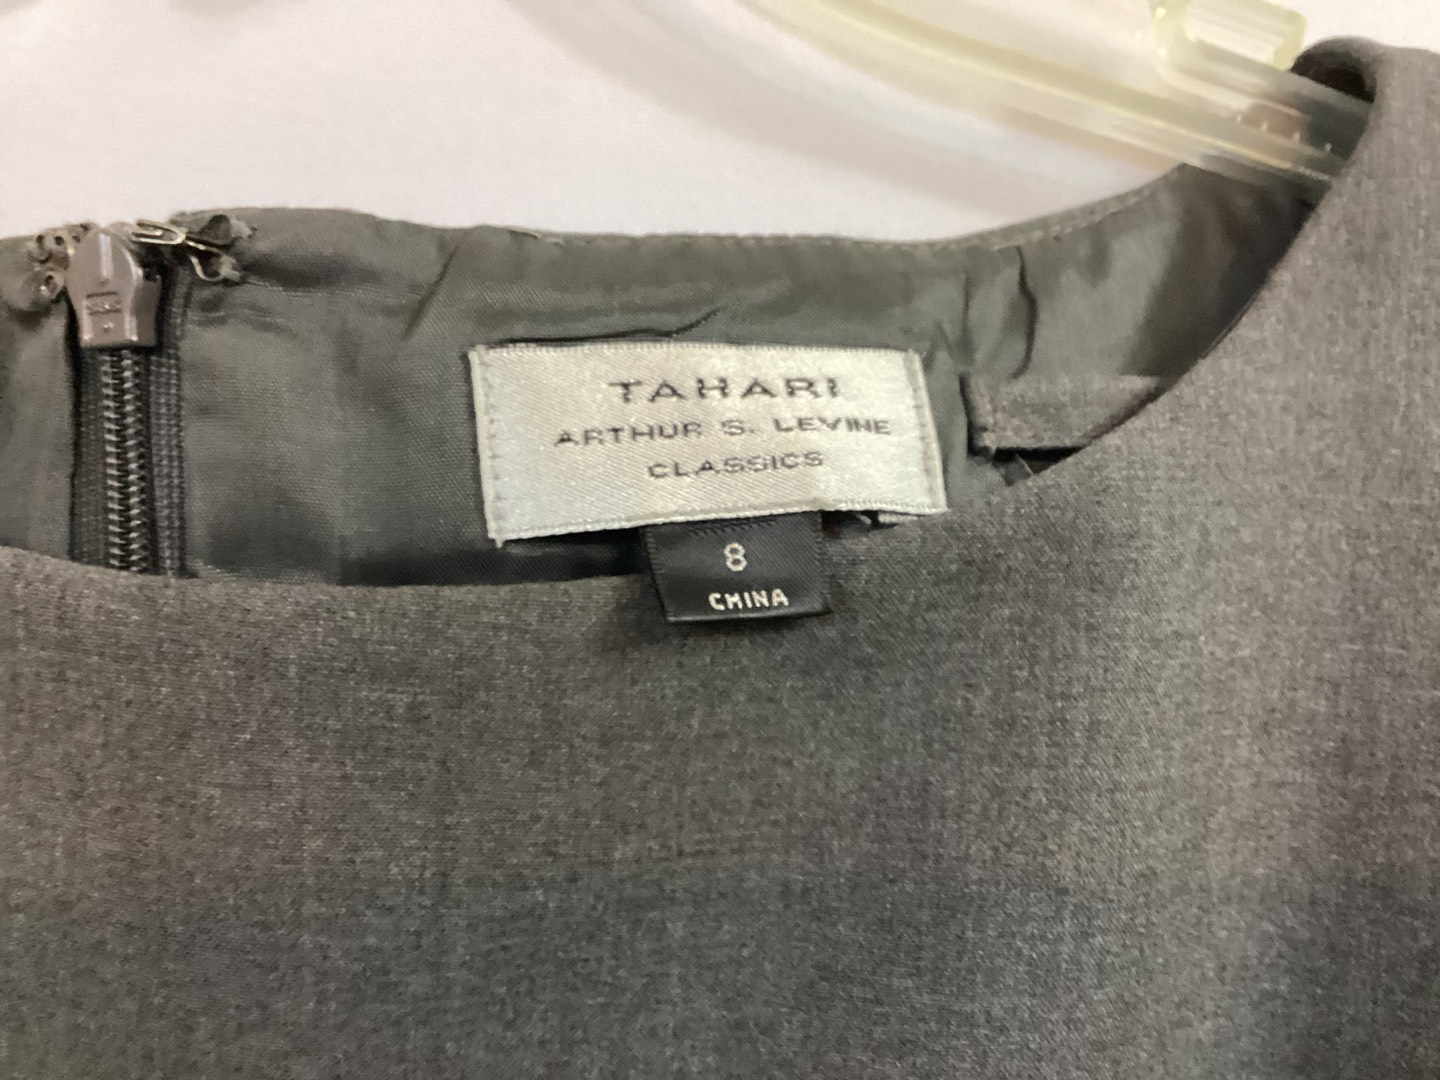 TAHARI
ARTHUR S. LEVINE
CLASSICS
8
CHINA